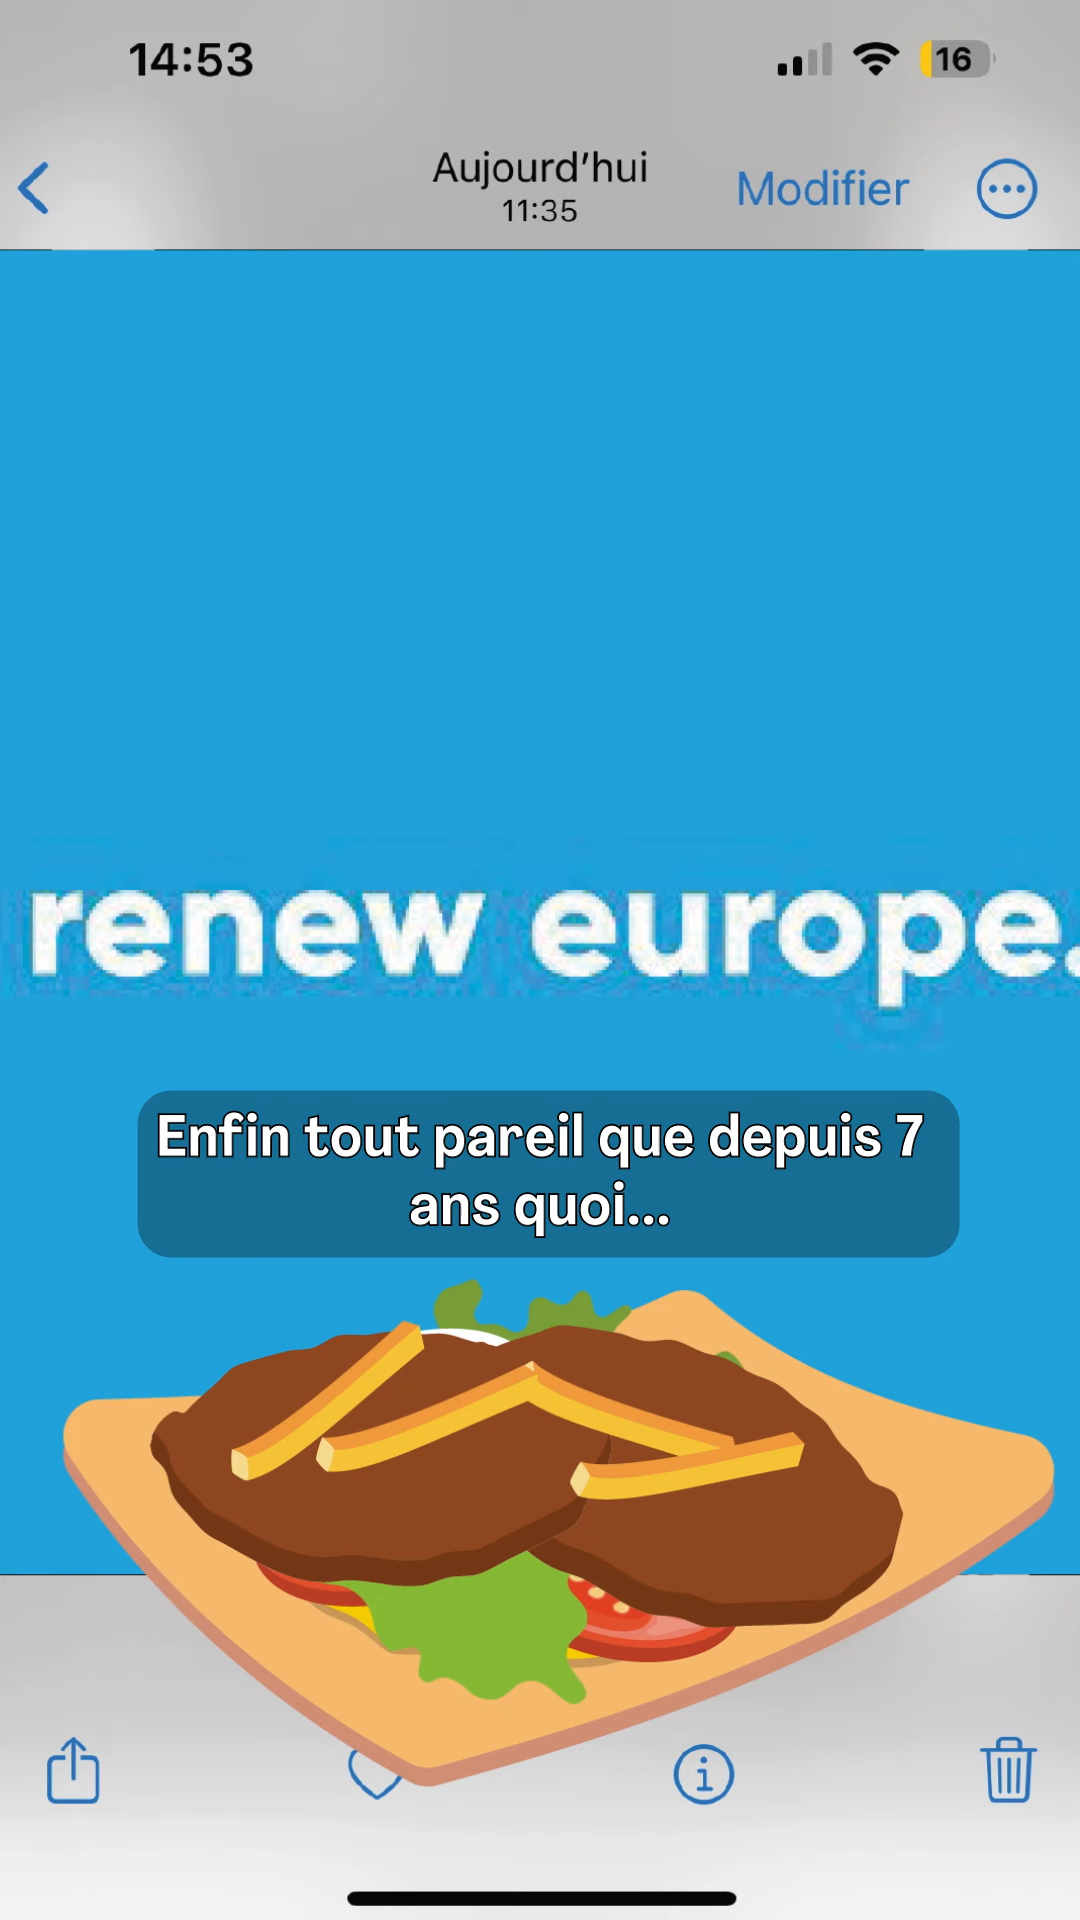 14:53
16
Aujourd'hui
11:35
Modifier
renew europe.
Enfin tout pareil que depuis 7
ans quoi...